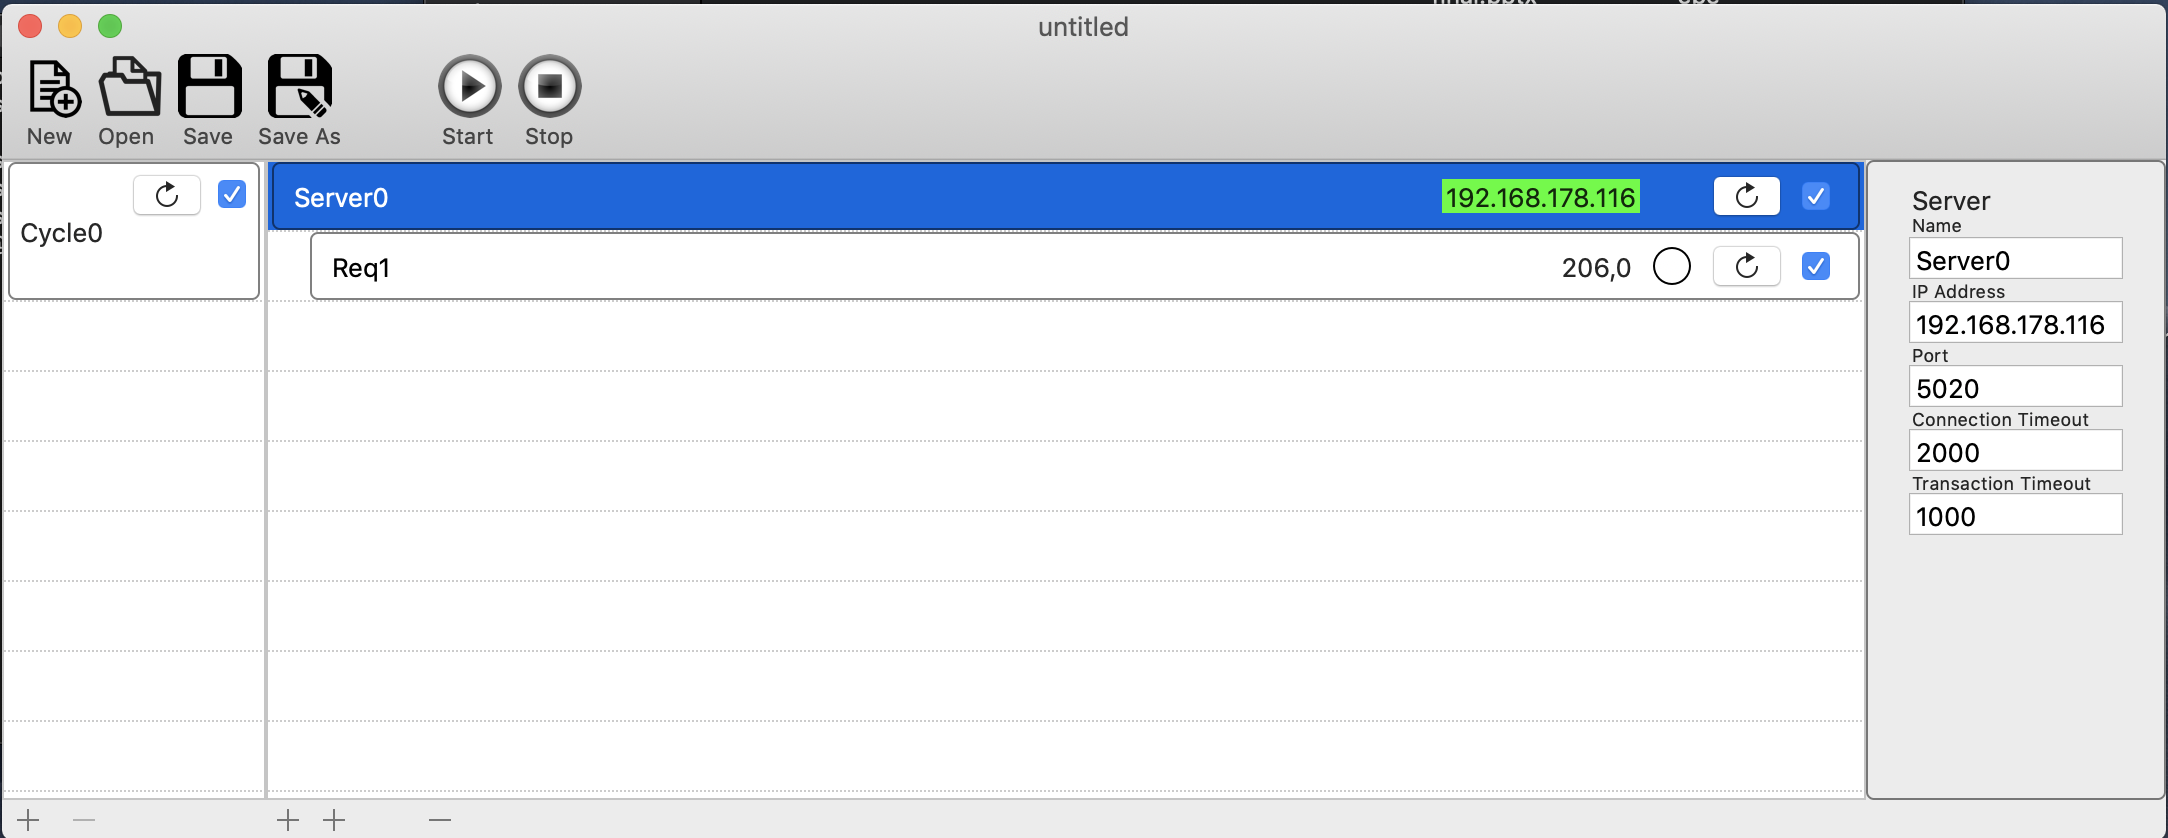 untitled
New Open Save Save As Start Stop
Cycle0
Server0 192.168.178.116
Req1 206,0
Server
Name
Server0
IP Address
192.168.178.116
Port
5020
Connection Timeout
2000
Transaction Timeout
1000